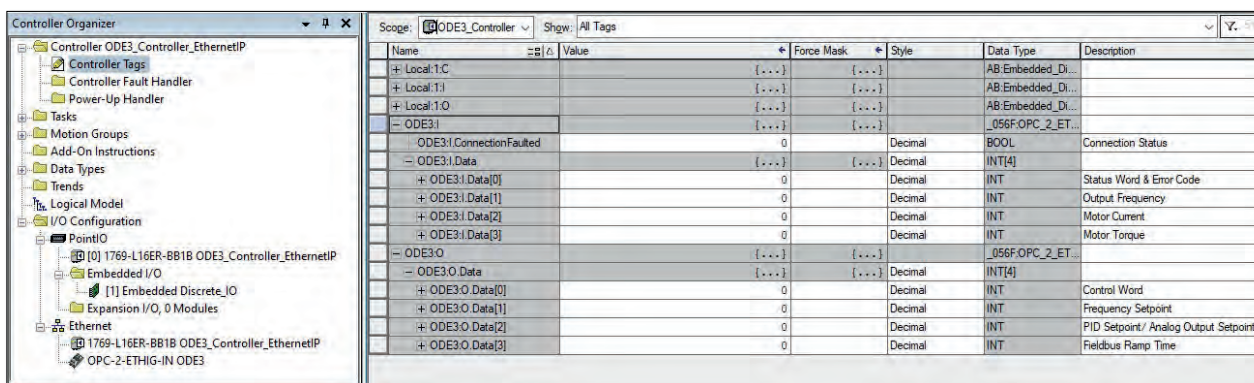 Controller Organizer
Controller ODE3_Controller_EthernetIP
Controller Tags
Controller Fault Handler
Power-Up Handler
Tasks
Motion Groups
Add-On Instructions
Data Types
Trends
Logical Model
I/O Configuration
PointIO
[0] 1769-L16ER-BB1B ODE3_Controller_EthernetIP
Embedded I/O
[1] Embedded Discrete_IO
Expansion I/O, 0 Modules
Ethernet
1769-L16ER-BB1B ODE3_Controller_EthernetIP
OPC-2-ETHIG-IN ODE3
Scope: ODE3_Controller Show: All Tags
Name Value Force Mask Style Data Type Description
Local:1:C {...} {...} AB:Embedded_Di...
Local:1:I {...} {...} AB:Embedded_Di...
Local:1:O {...} {...} AB:Embedded_Di...
ODE3:I {...} {...} _056F:OPC_2_ET...
ODE3:I.ConnectionFaulted 0 Decimal BOOL Connection Status
ODE3:I.Data {...} {...} Decimal INT[4]
ODE3:I.Data[0] 0 Decimal INT Status Word & Error Code
ODE3:I.Data[1] 0 Decimal INT Output Frequency
ODE3:I.Data[2] 0 Decimal INT Motor Current
ODE3:I.Data[3] 0 Decimal INT Motor Torque
ODE3:O {...} {...} _056F:OPC_2_ET...
ODE3:O.Data {...} {...} Decimal INT[4]
ODE3:O.Data[0] 0 Decimal INT Control Word
ODE3:O.Data[1] 0 Decimal INT Frequency Setpoint
ODE3:O.Data[2] 0 Decimal INT PID Setpoint/ Analog Output Setpoint
ODE3:O.Data[3] 0 Decimal INT Fieldbus Ramp Time